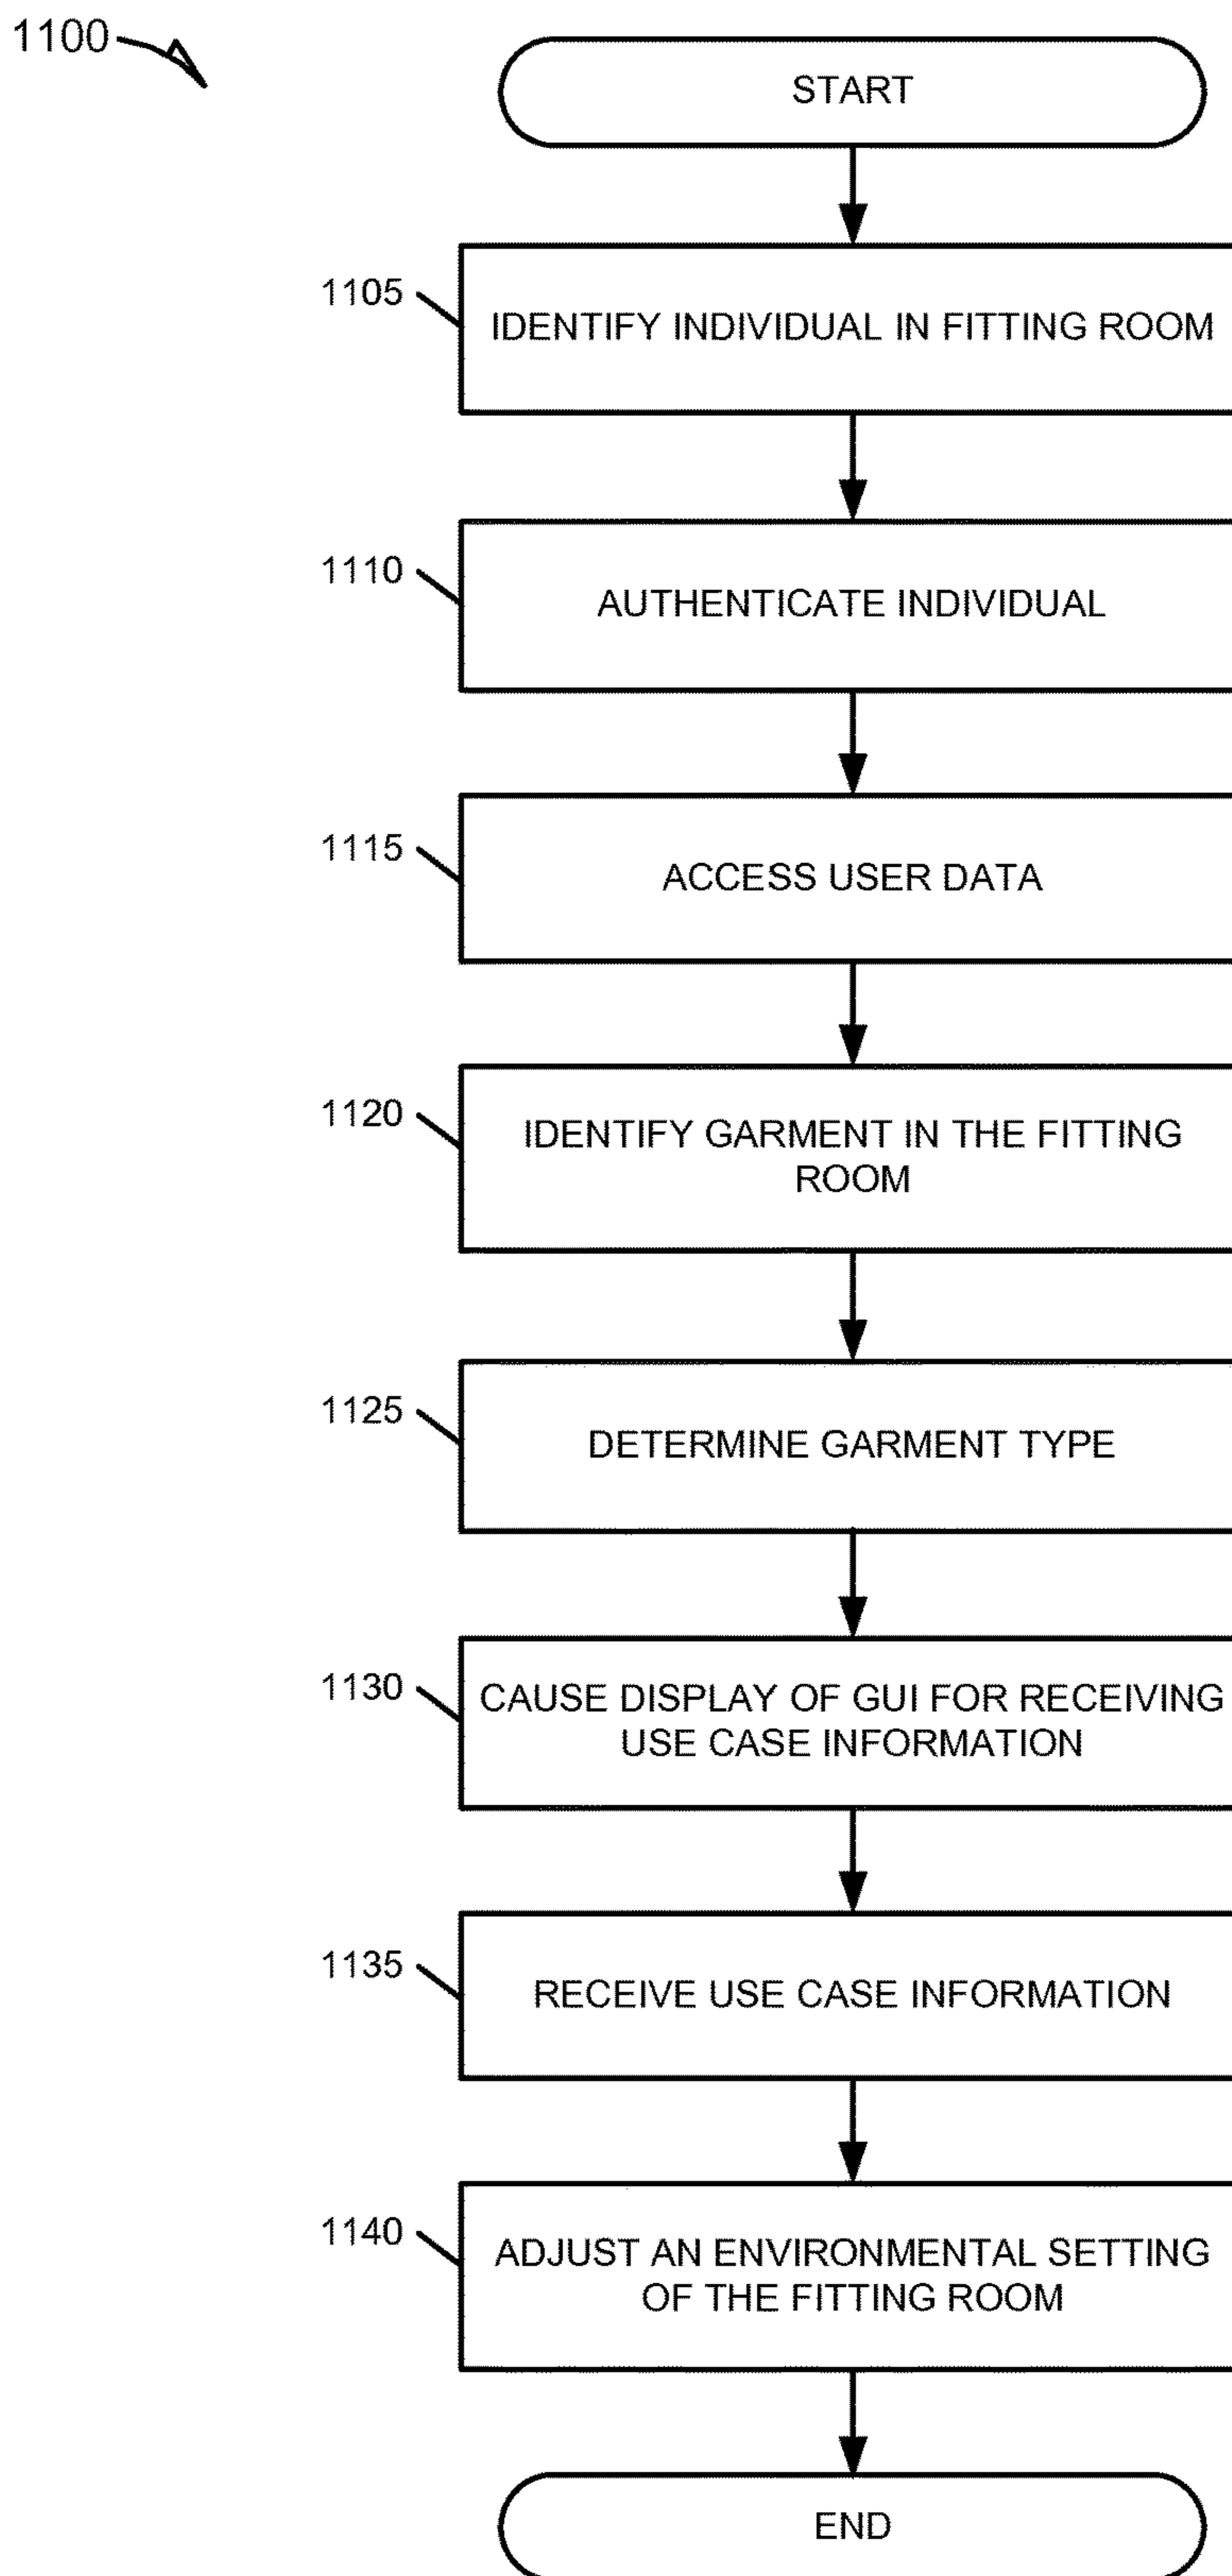 1100
START
1105
IDENTIFY INDIVIDUAL IN FITTING ROOM
1110
AUTHENTICATE INDIVIDUAL
1115
ACCESS USER DATA
1120
IDENTIFY GARMENT IN THE FITTING
ROOM
1125
DETERMINE GARMENT TYPE
1130
CAUSE DISPLAY OF GUI FOR RECEIVING
USE CASE INFORMATION
1135
RECEIVE USE CASE INFORMATION
1140
ADJUST AN ENVIRONMENTAL SETTING
OF THE FITTING ROOM
END